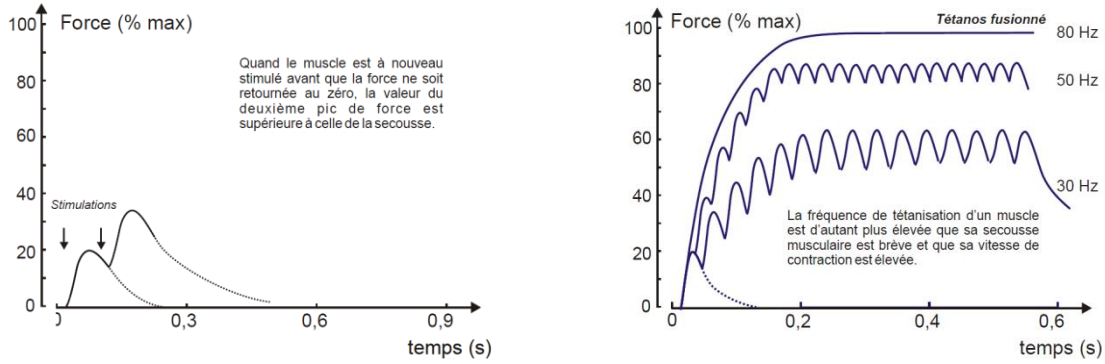 Force (% max)
100
80
60
40
20
0
Quand le muscle est à nouveau
stimulé avant que la force ne soit
retournée au zéro, la valeur du
deuxième pic de force est
supérieure à celle de la secousse.
Stimulations
0
0,3
0,6
0,9
temps (s)
Force (% max)
100
80
60
40
20
0
Tétanos fusionné
80 Hz
50 Hz
30 Hz
La fréquence de tétanisation d'un muscle
est d'autant plus élevée que sa secousse
musculaire est brève et que sa vitesse de
contraction est élevée.
0
0,2
0,4
0,6
temps (s)